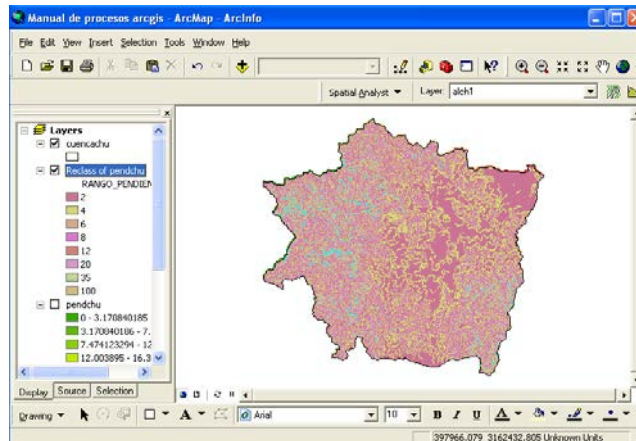 Manual de procesos arcgis - ArcMap - ArcInfo
File Edit View Insert Selection Tools Window Help
Spatial Analyst Layer: aleh1
Layers
cuencachu
Reclass of pendchu
RANGO_PENDIEN
2
4
6
8
12
20
35
100
pendchu
0 - 3.170840185
3.170840186 - 7.
7.474123294 - 12
12.003895 - 16.3
Display Source Selection
Drawing A Arial 10 B I U A
397966.079 3162432.805 Unknown Units